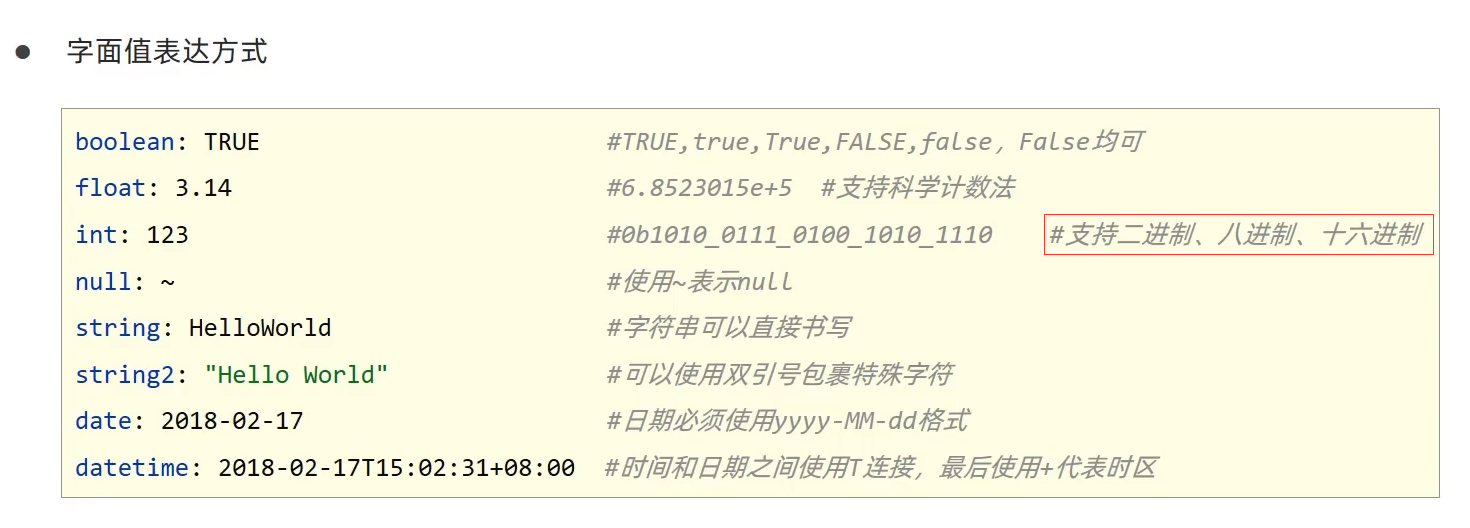 ● 字面值表达方式
boolean: TRUE #TRUE,true,True,FALSE,false，False均可
float: 3.14 #6.8523015e+5 #支持科学计数法
int: 123 #0b1010_0111_0100_1010_1110 #支持二进制、八进制、十六进制
null: ~ #使用~表示null
string: HelloWorld #字符串可以直接书写
string2: "Hello World" #可以使用双引号包裹特殊字符
date: 2018-02-17 #日期必须使用yyyy-MM-dd格式
datetime: 2018-02-17T15:02:31+08:00 #时间和日期之间使用T连接，最后使用+代表时区